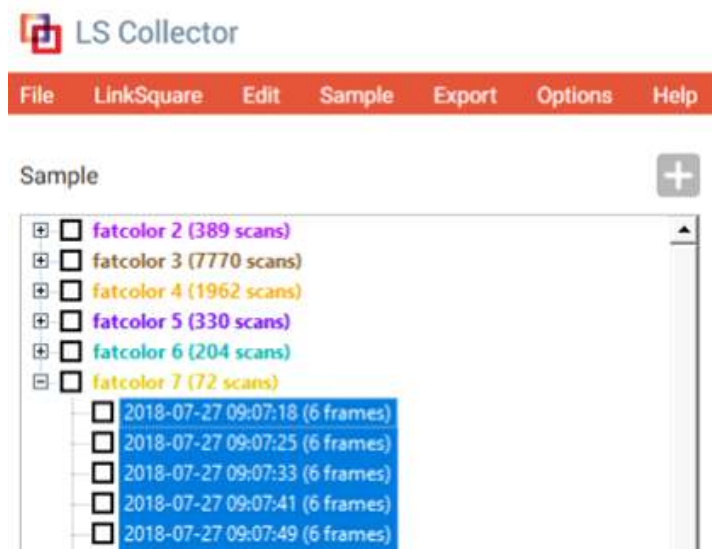 LS Collector
File LinkSquare Edit Sample Export Options Help
Sample
fatcolor 2 (389 scans)
fatcolor 3 (7770 scans)
fatcolor 4 (1962 scans)
fatcolor 5 (330 scans)
fatcolor 6 (204 scans)
fatcolor 7 (72 scans)
2018-07-27 09:07:18 (6 frames)
2018-07-27 09:07:25 (6 frames)
2018-07-27 09:07:33 (6 frames)
2018-07-27 09:07:41 (6 frames)
2018-07-27 09:07:49 (6 frames)